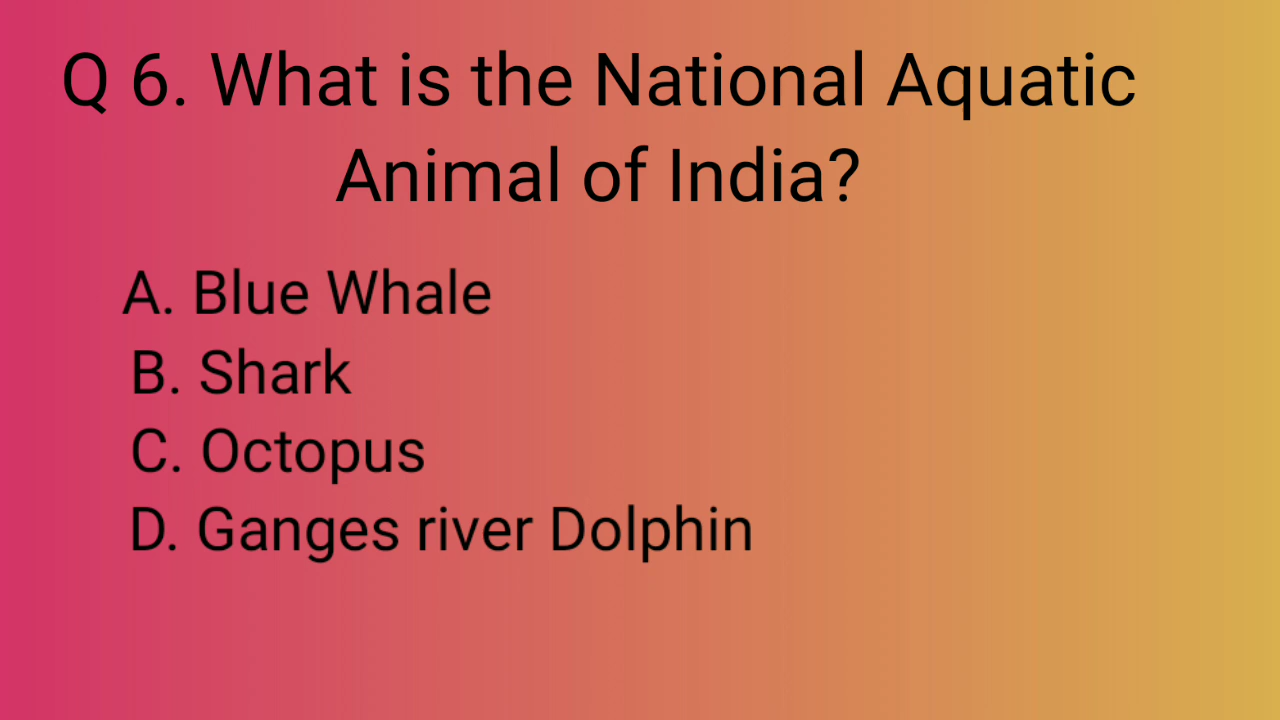 Q 6. What is the National Aquatic
Animal of India?
A. Blue Whale
B. Shark
C. Octopus
D. Ganges river Dolphin